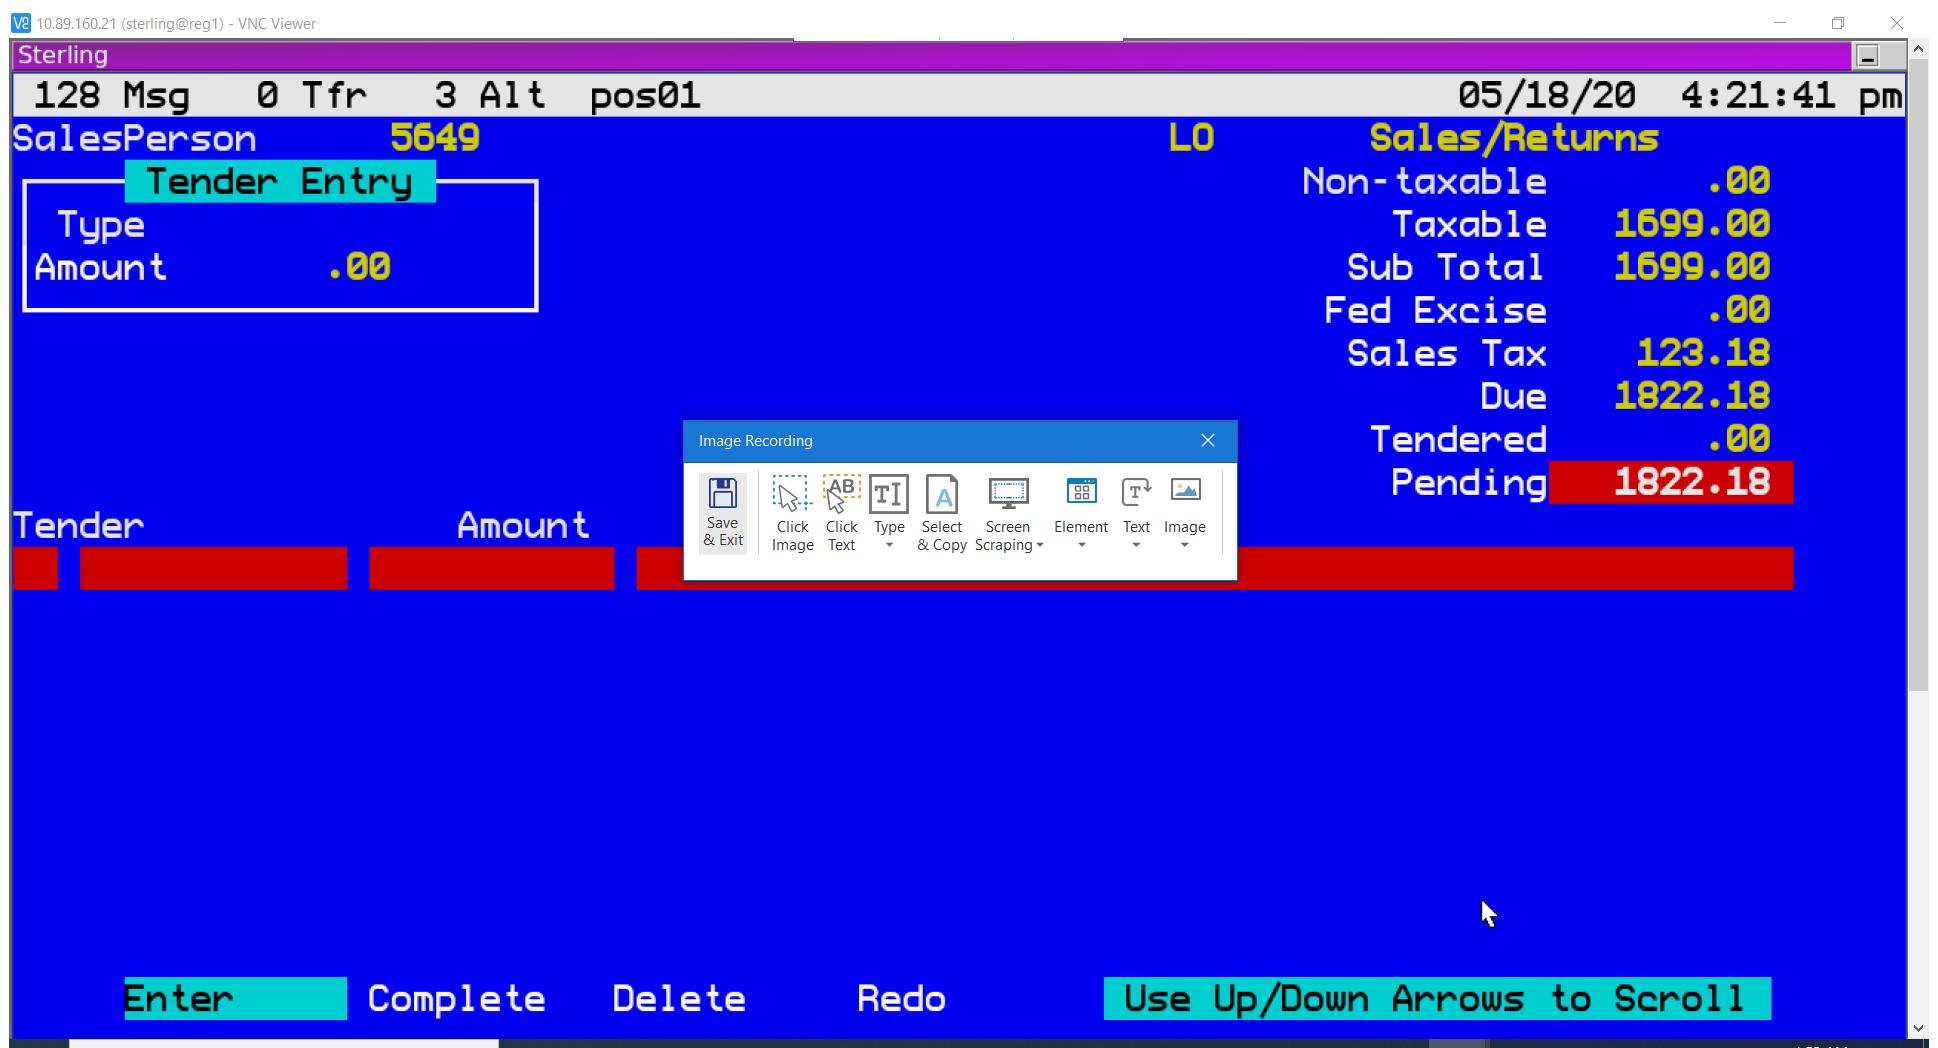 10.89.160.21 (sterling@reg1) - VNC Viewer
Sterling
128 Msg 0 Tfr 3 Alt pos01 05/18/20 4:21:41 pm
SalesPerson 5649 LO Sales/Returns
Tender Entry
Type
Amount .00
Non-taxable .00
Taxable 1699.00
Sub Total 1699.00
Fed Excise .00
Sales Tax 123.18
Due 1822.18
Tendered .00
Pending 1822.18
Image Recording
Save & Exit
Click Image
Click Text
Type
Select & Copy
Screen Scraping
Element
Text
Image
Tender Amount
Enter Complete Delete Redo Use Up/Down Arrows to Scroll